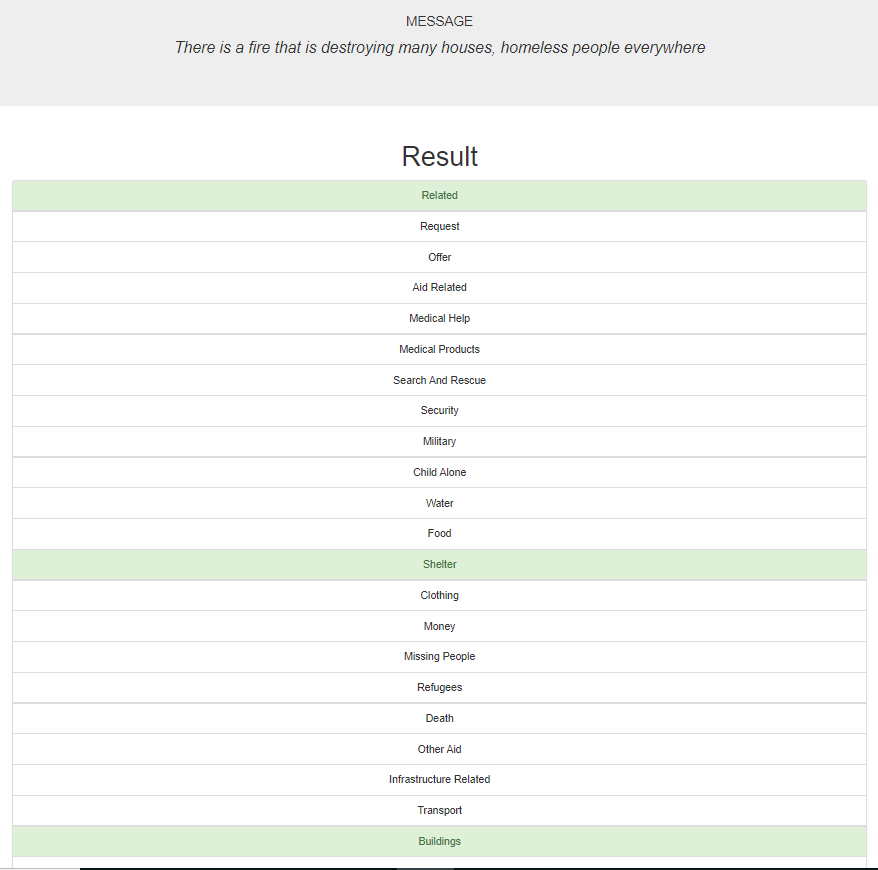 MESSAGE
There is a fire that is destroying many houses, homeless people everywhere
Result
Related
Request
Offer
Aid Related
Medical Help
Medical Products
Search And Rescue
Security
Military
Child Alone
Water
Food
Shelter
Clothing
Money
Missing People
Refugees
Death
Other Aid
Infrastructure Related
Transport
Buildings